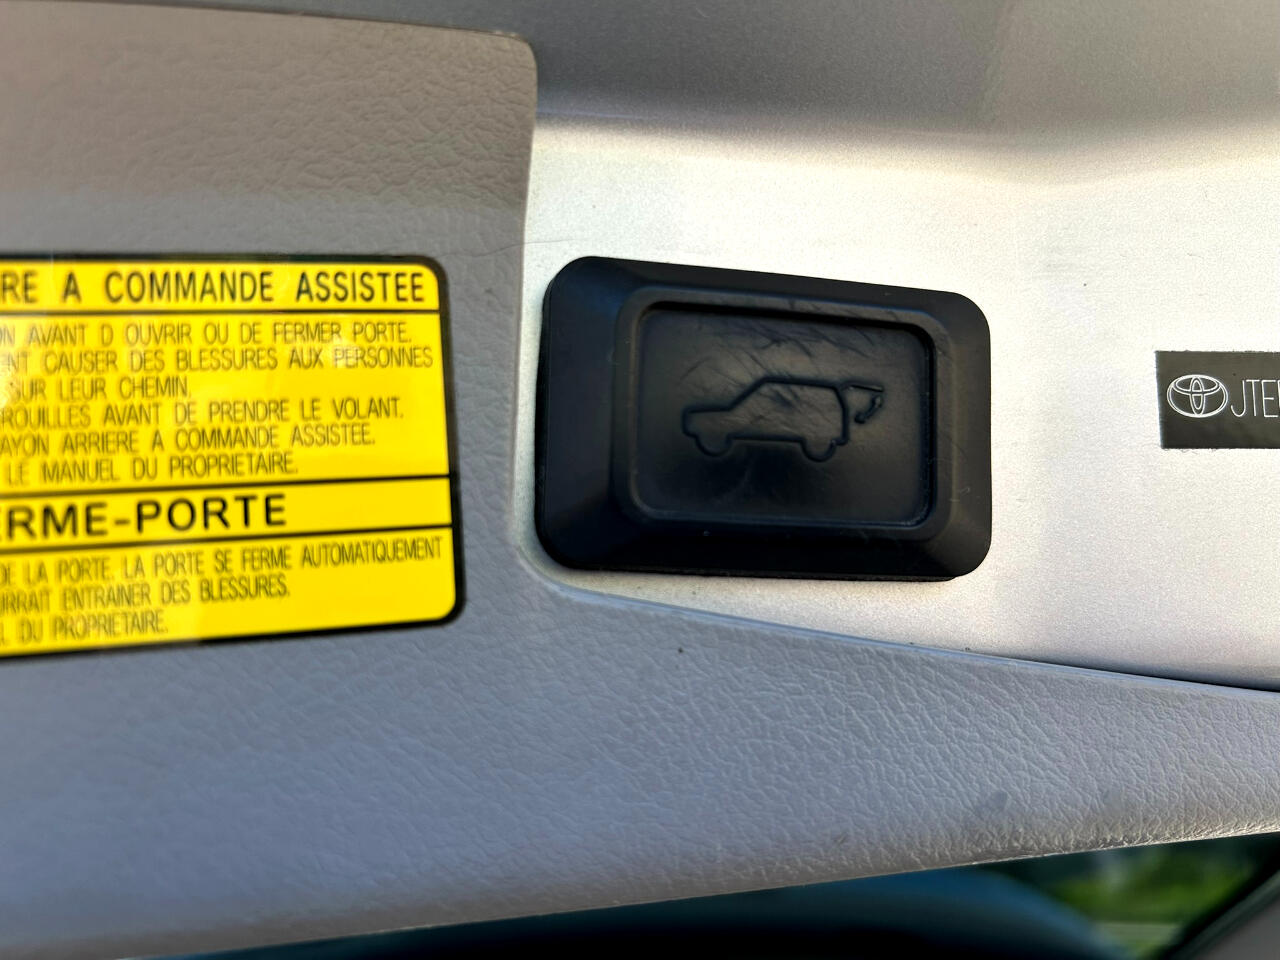 RE A COMMANDE ASSISTEE
ON AVANT D OUVRIR OU DE FERMER PORTE.
ENT CAUSER DES BLESSURES AUX PERSONNES
SUR LEUR CHEMIN.
ROUILLES AVANT DE PRENDRE LE VOLANT.
AYON ARRIERE A COMMANDE ASSISTEE.
LE MANUEL DU PROPRIETAIRE.
ERME-PORTE
DE LA PORTE, LA PORTE SE FERME AUTOMATIQUEMENT
URRAIT ENTRAINER DES BLESSURES.
L DU PROPRIETAIRE.
JTE